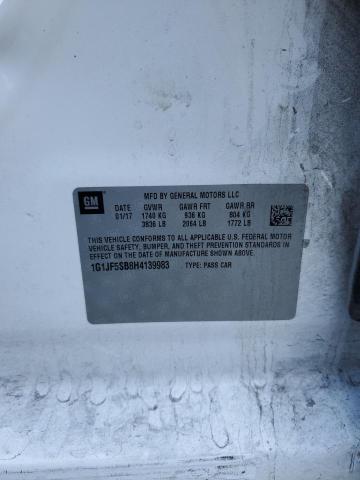 GM
MFD BY GENERAL MOTORS LLC
DATE GVWR GAWR FRT GAWR RR
01/17 1740 KG 936 KG 804 KG
3836 LB 2064 LB 1772 LB
THIS VEHICLE CONFORMS TO ALL APPLICABLE U.S. FEDERAL MOTOR
VEHICLE SAFETY, BUMPER, AND THEFT PREVENTION STANDARDS IN
EFFECT ON THE DATE OF MANUFACTURE SHOWN ABOVE.
1G1JF5SB8H4139983 TYPE: PASS CAR